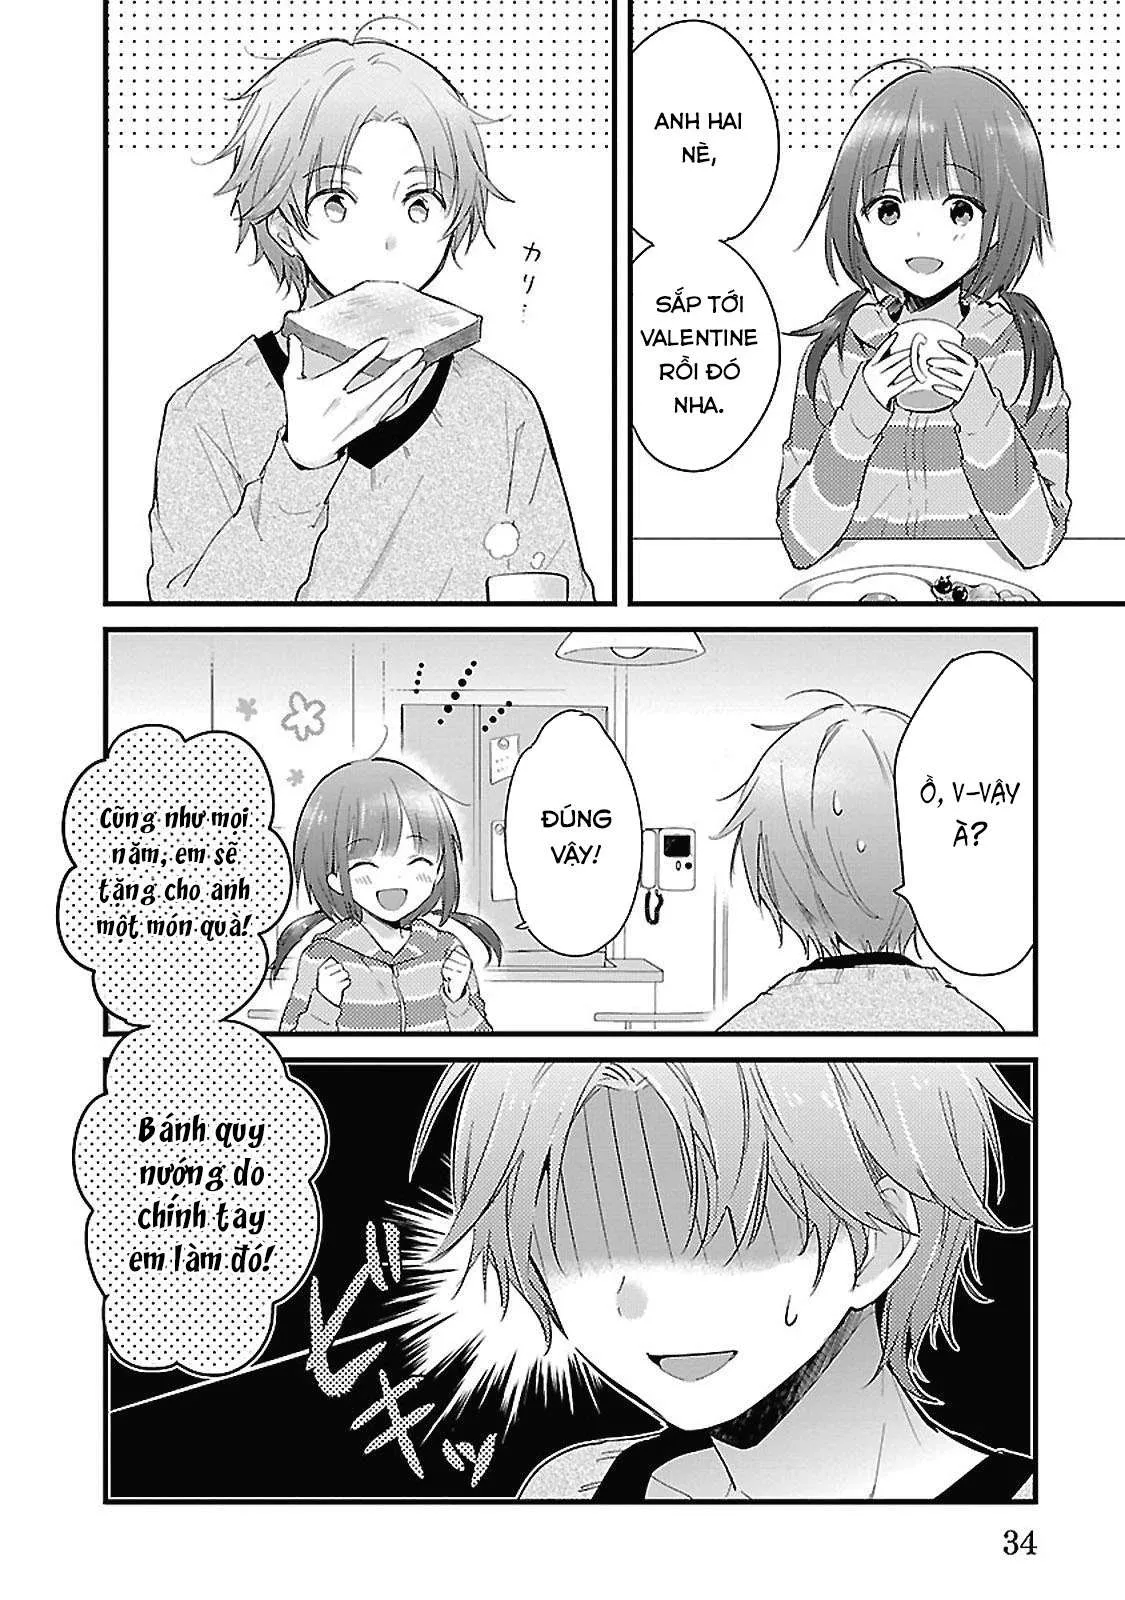 ANH HAI
NÈ,
SẮP TỚI
VALENTINE
RỒI ĐÓ
NHA.
カリ…
Ồ, V-VẬY
À?
ĐÚNG
VẬY!
Cũng như mọi
năm, em sẽ
tặng cho anh
một món quà!
Bánh quy
nướng do
chính tay
em làm đó!
ビキッ
34